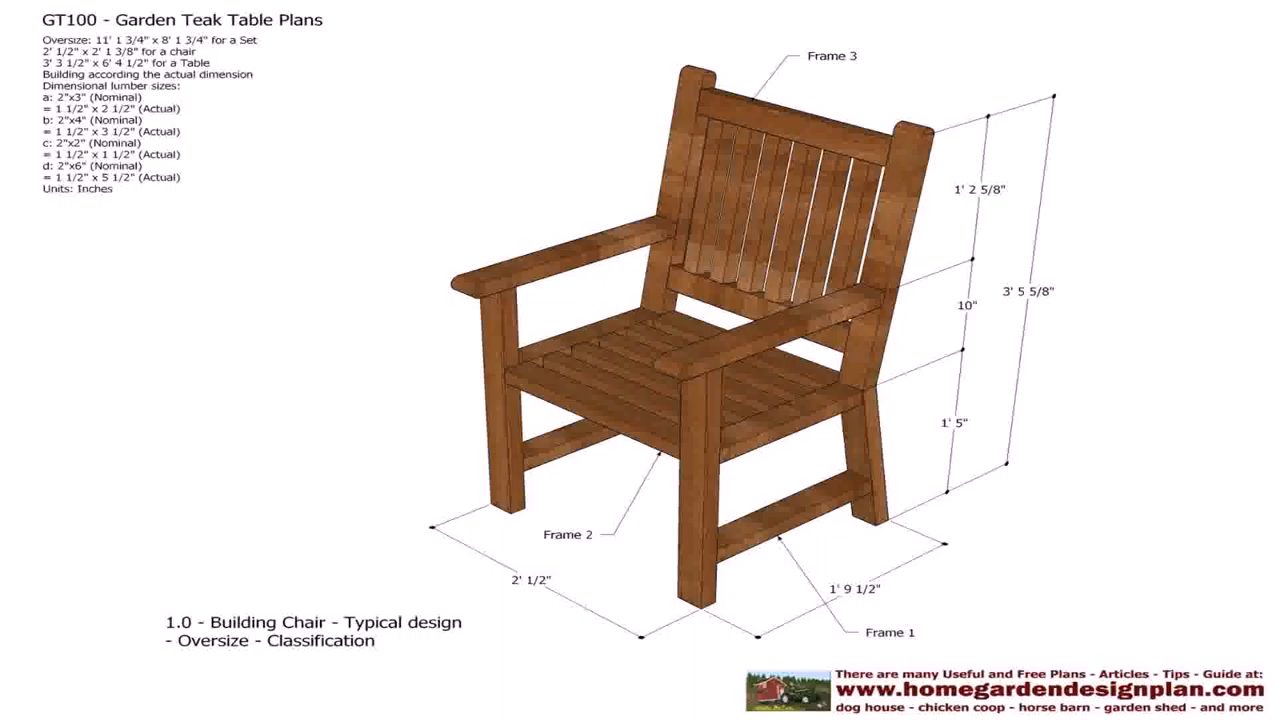 GT100 - Garden Teak Table Plans
Oversize: 11' 1 3/4" x 8' 1 3/4" for a Set
2' 1/2" x 2' 1 3/8" for a chair
3' 3 1/2" x 6' 4 1/2" for a Table
Building according the actual dimension
Dimensional lumber sizes:
a: 2"x3" (Nominal)
= 1 1/2" x 2 1/2" (Actual)
b: 2"x4" (Nominal)
= 1 1/2" x 3 1/2" (Actual)
c: 2"x2" (Nominal)
= 1 1/2" x 1 1/2" (Actual)
d: 2"x6" (Nominal)
= 1 1/2" x 5 1/2" (Actual)
Units: Inches
Frame 3
1' 2 5/8"
3' 5 5/8"
10"
1' 5"
Frame 2
2' 1/2"
1' 9 1/2"
Frame 1
1.0 - Building Chair - Typical design
- Oversize - Classification
There are many Useful and Free Plans - Articles - Tips - Guide at:
www.homegardendesignplan.com
dog house - chicken coop - horse barn - garden shed - and more